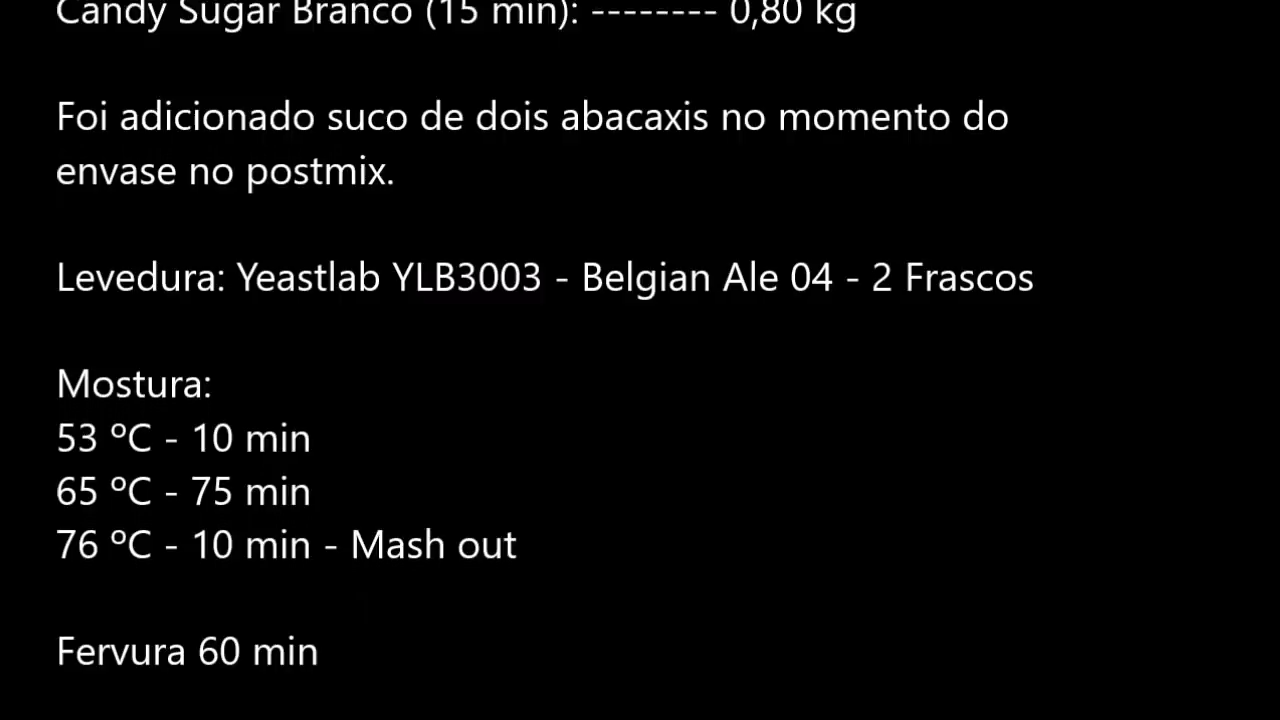 Candy Sugar Branco (15 min): -------- 0,80 kg
Foi adicionado suco de dois abacaxis no momento do
envase no postmix.
Levedura: Yeastlab YLB3003 - Belgian Ale 04 - 2 Frascos
Mostura:
53 ºC - 10 min
65 ºC - 75 min
76 ºC - 10 min - Mash out
Fervura 60 min